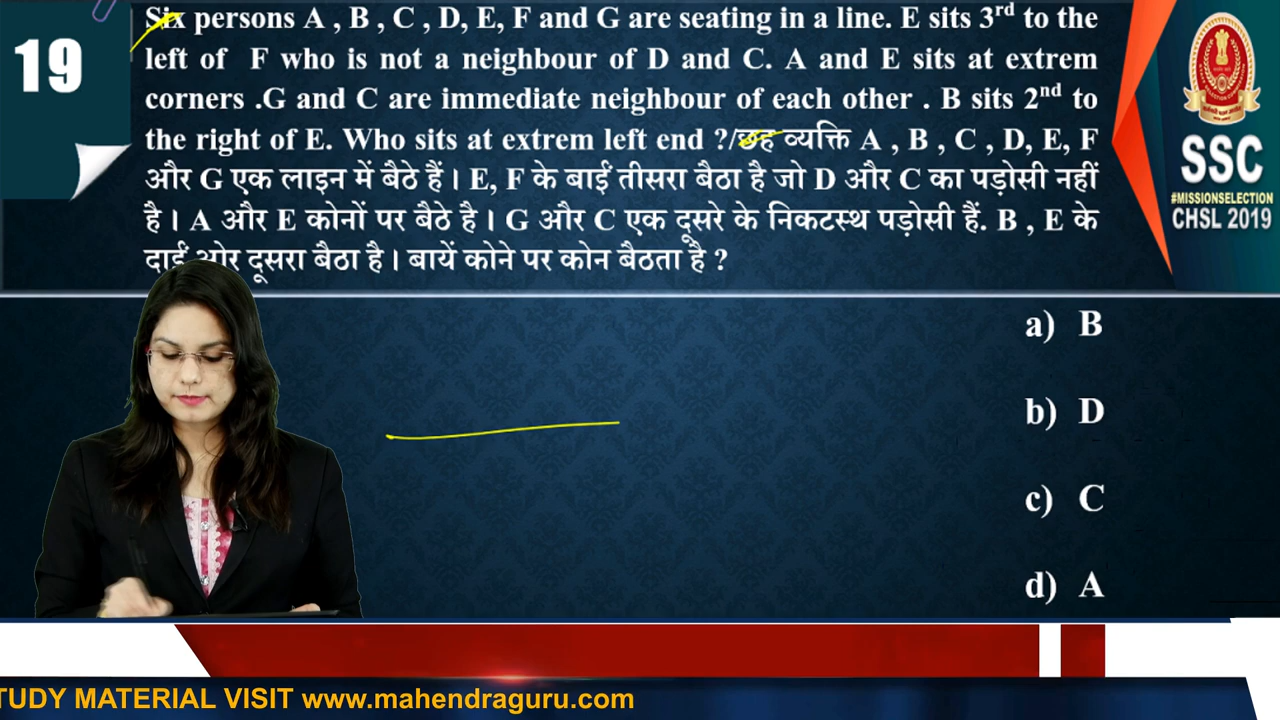 19
Six persons A , B , C , D, E, F and G are seating in a line. E sits 3rd to the
left of F who is not a neighbour of D and C. A and E sits at extrem
corners .G and C are immediate neighbour of each other . B sits 2nd to
the right of E. Who sits at extrem left end ?/छह व्यक्ति A , B , C , D, E, F
और G एक लाइन में बैठे हैं। E, F के बाईं तीसरा बैठा है जो D और C का पड़ोसी नहीं
है। A और E कोनों पर बैठे है। G और C एक दूसरे के निकटस्थ पड़ोसी हैं. B , E के
दाईं ओर दूसरा बैठा है। बायें कोने पर कोन बैठता है ?
SSC
#MISSIONSELECTION
CHSL 2019
a) B
b) D
c) C
d) A
TUDY MATERIAL VISIT www.mahendraguru.com